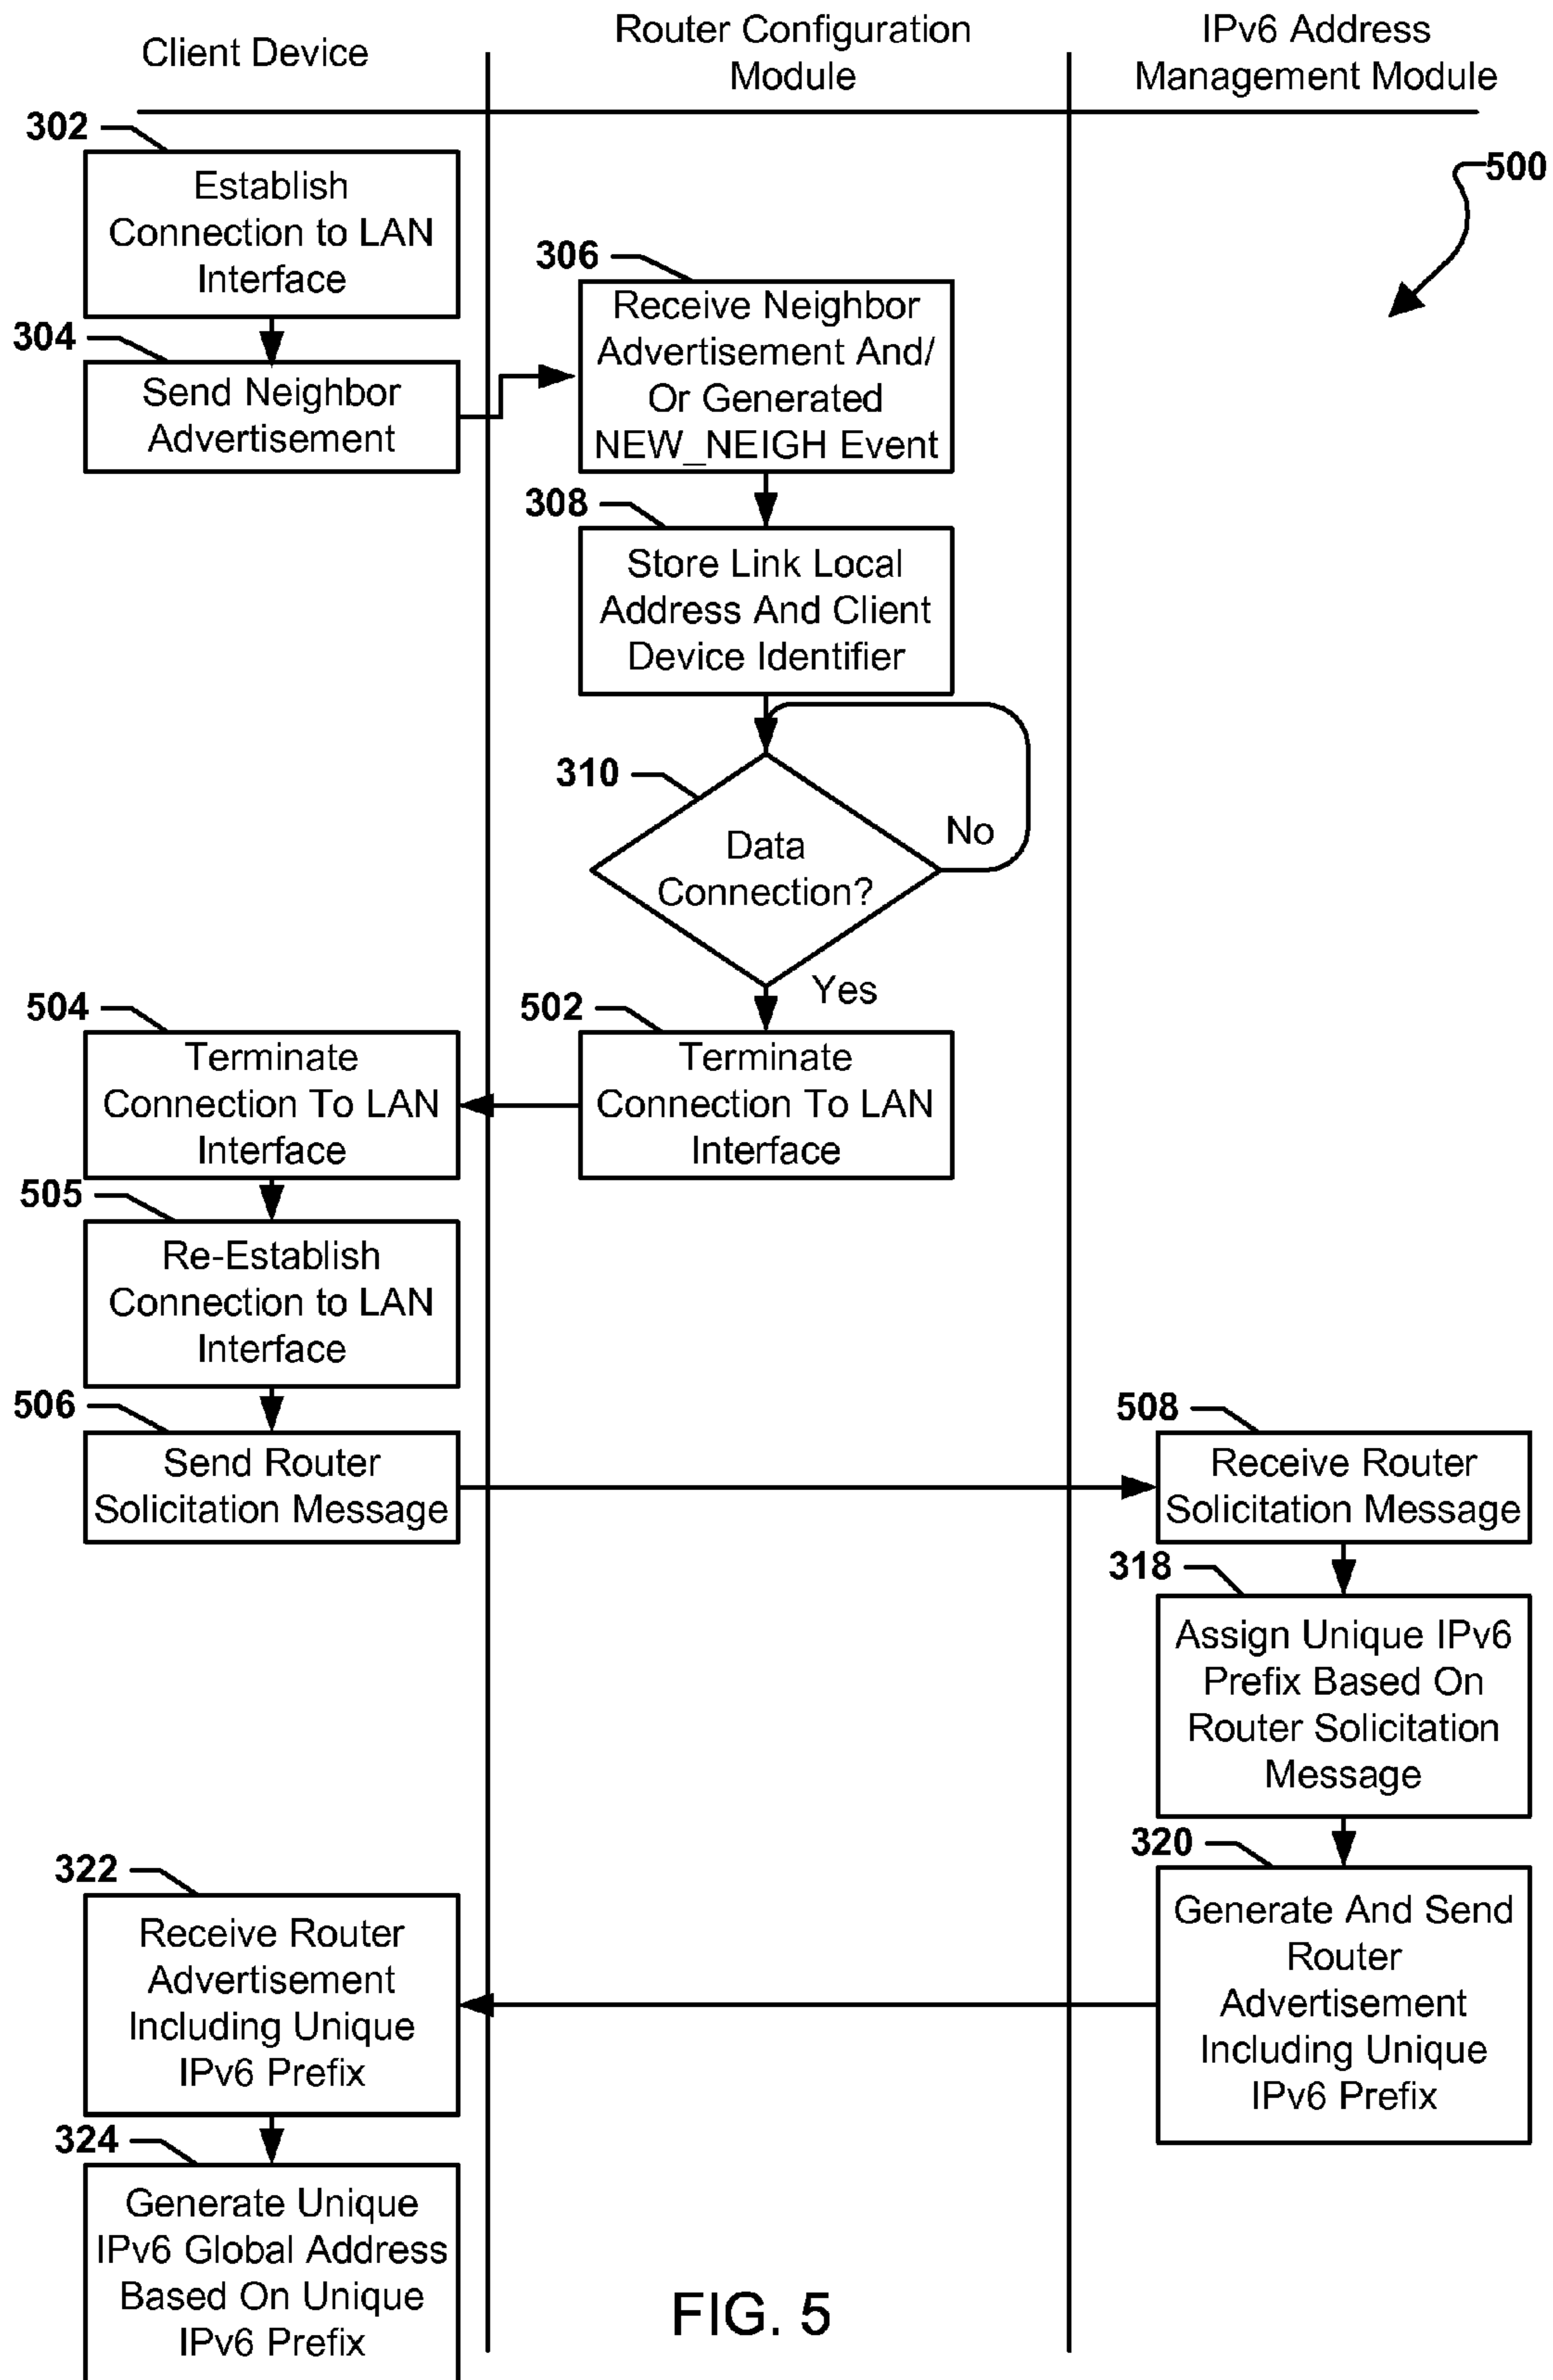 Client Device
Router Configuration
Module
IPv6 Address
Management Module
500
302
Establish
Connection to LAN
Interface
304
Send Neighbor
Advertisement
306
Receive Neighbor
Advertisement And/
Or Generated
NEW_NEIGH Event
308
Store Link Local
Address And Client
Device Identifier
310
Data
Connection?
No
Yes
502
Terminate
Connection To LAN
Interface
504
Terminate
Connection To LAN
Interface
505
Re-Establish
Connection to LAN
Interface
506
Send Router
Solicitation Message
508
Receive Router
Solicitation Message
318
Assign Unique IPv6
Prefix Based On
Router Solicitation
Message
320
Generate And Send
Router
Advertisement
Including Unique
IPv6 Prefix
322
Receive Router
Advertisement
Including Unique
IPv6 Prefix
324
Generate Unique
IPv6 Global Address
Based On Unique
IPv6 Prefix
FIG. 5